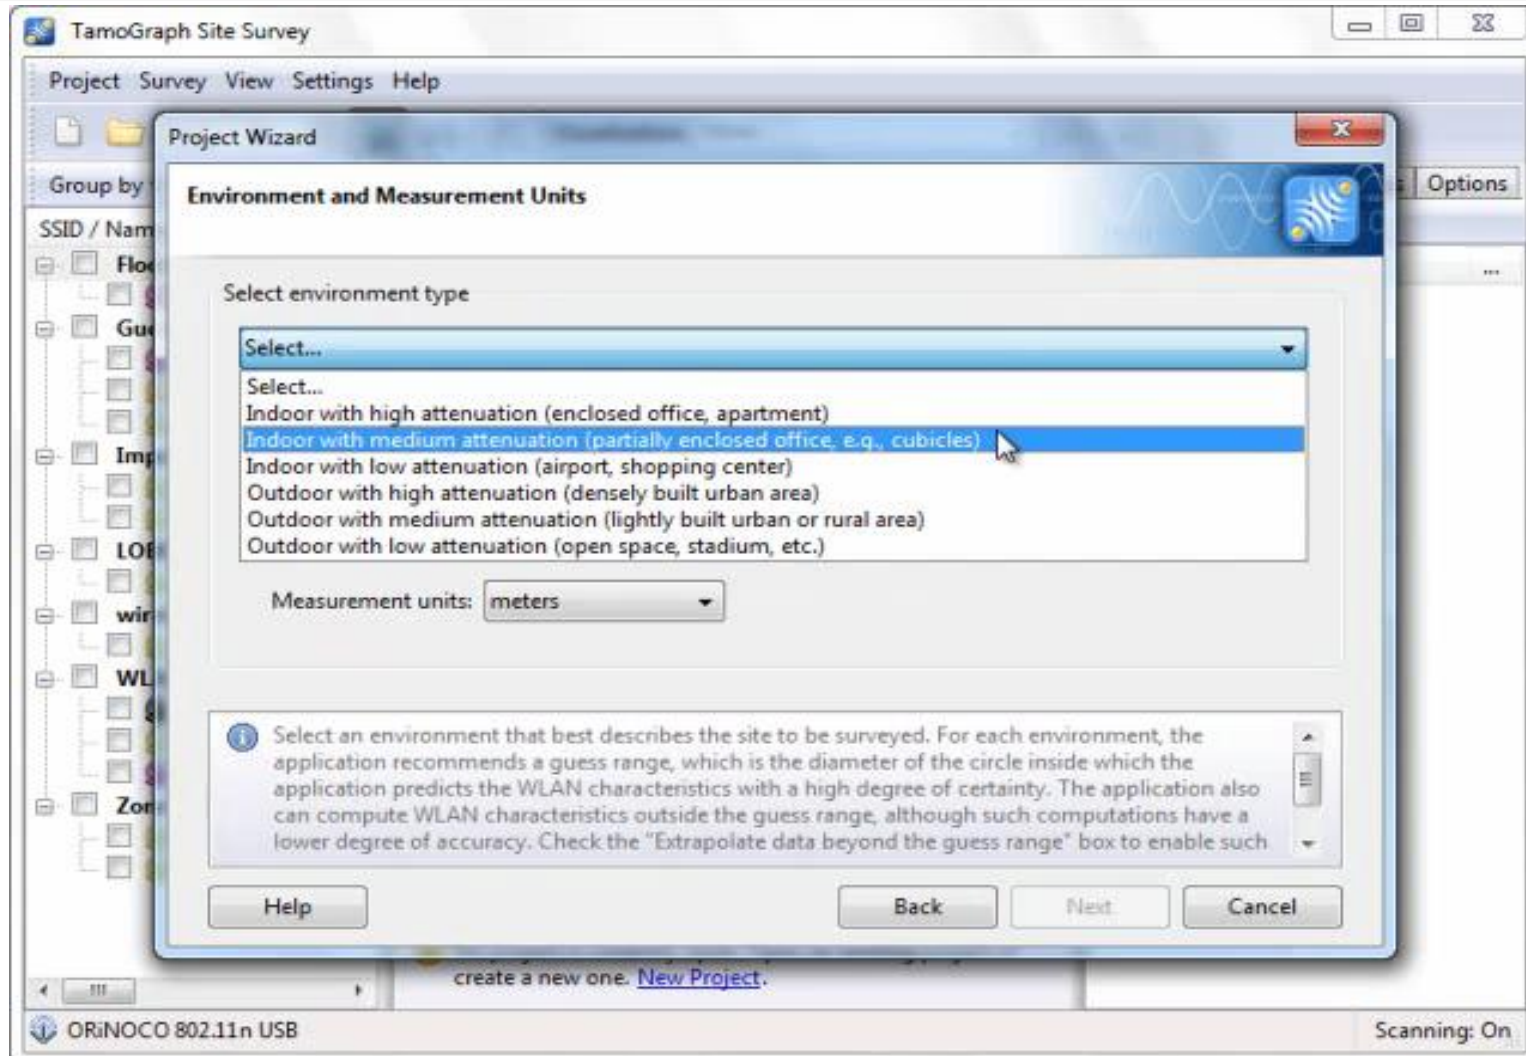 TamoGraph Site Survey
Project Survey View Settings Help
Project Wizard
Group by
Options
Environment and Measurement Units
SSID / Nam
Floo
...
Select environment type
Gue
Select...
Select...
Indoor with high attenuation (enclosed office, apartment)
Indoor with medium attenuation (partially enclosed office, e.g., cubicles)
Imp
Indoor with low attenuation (airport, shopping center)
Outdoor with high attenuation (densely built urban area)
Outdoor with medium attenuation (lightly built urban or rural area)
Outdoor with low attenuation (open space, stadium, etc.)
Measurement units: meters
wire
WL
Select an environment that best describes the site to be surveyed. For each environment, the
application recommends a guess range, which is the diameter of the circle inside which the
application predicts the WLAN characteristics with a high degree of certainty. The application also
can compute WLAN characteristics outside the guess range, although such computations have a
lower degree of accuracy. Check the "Extrapolate data beyond the guess range" box to enable such
Zon
Help
Back
Next
Cancel
create a new one. New Project.
ORiNOCO 802.11n USB
Scanning: On